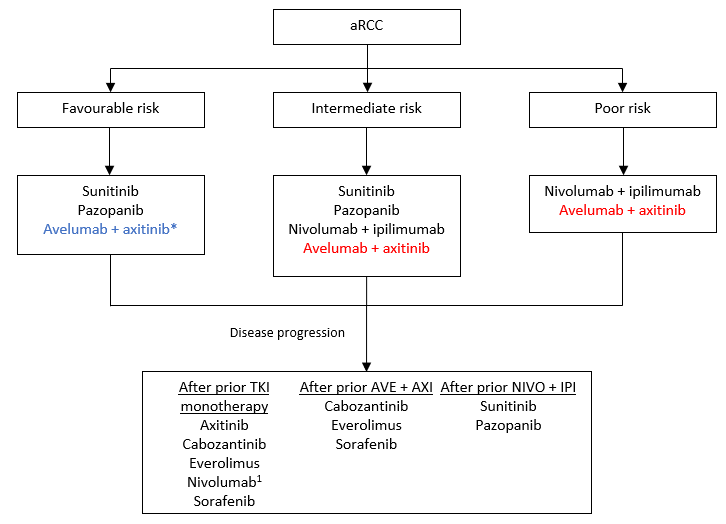 aRCC
Favourable risk
Intermediate risk
Poor risk
Sunitinib
Pazopanib
Avelumab + axitinib*
Sunitinib
Pazopanib
Nivolumab + ipilimumab
Avelumab + axitinib
Nivolumab + ipilimumab
Avelumab + axitinib
Disease progression
After prior TKI
monotherapy
Axitinib
Cabozantinib
Everolimus
Nivolumab¹
Sorafenib
After prior AVE + AXI
Cabozantinib
Everolimus
Sorafenib
After prior NIVO + IPI
Sunitinib
Pazopanib